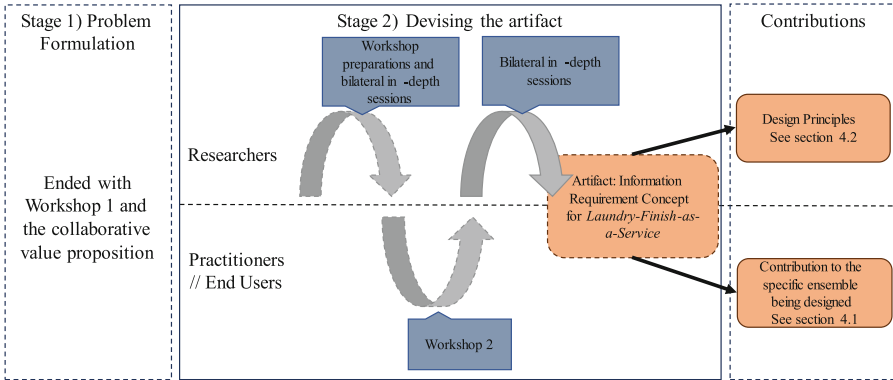 Stage 1) Problem
Formulation
Ended with
Workshop 1 and
the collaborative
value proposition
Stage 2) Devising the artifact
Workshop
preparations and
bilateral in -depth
sessions
Bilateral in -depth
sessions
Researchers
Practitioners
// End Users
Workshop 2
Artifact: Information
Requirement Concept
for Laundry-Finish-as-
a-Service
Contributions
Design Principles
See section 4.2
Contribution to the
specific ensemble
being designed
See section 4.1